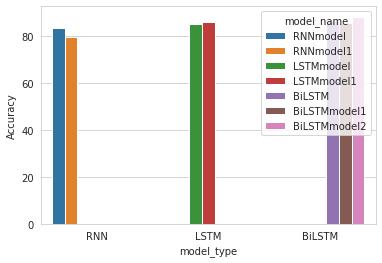 model_name
RNNmodel
RNNmodel1
LSTMmodel
LSTMmodel1
BiLSTM
BiLSTMmodel1
BiLSTMmodel2
Accuracy
80
60
40
20
0
RNN LSTM BiLSTM
model_type